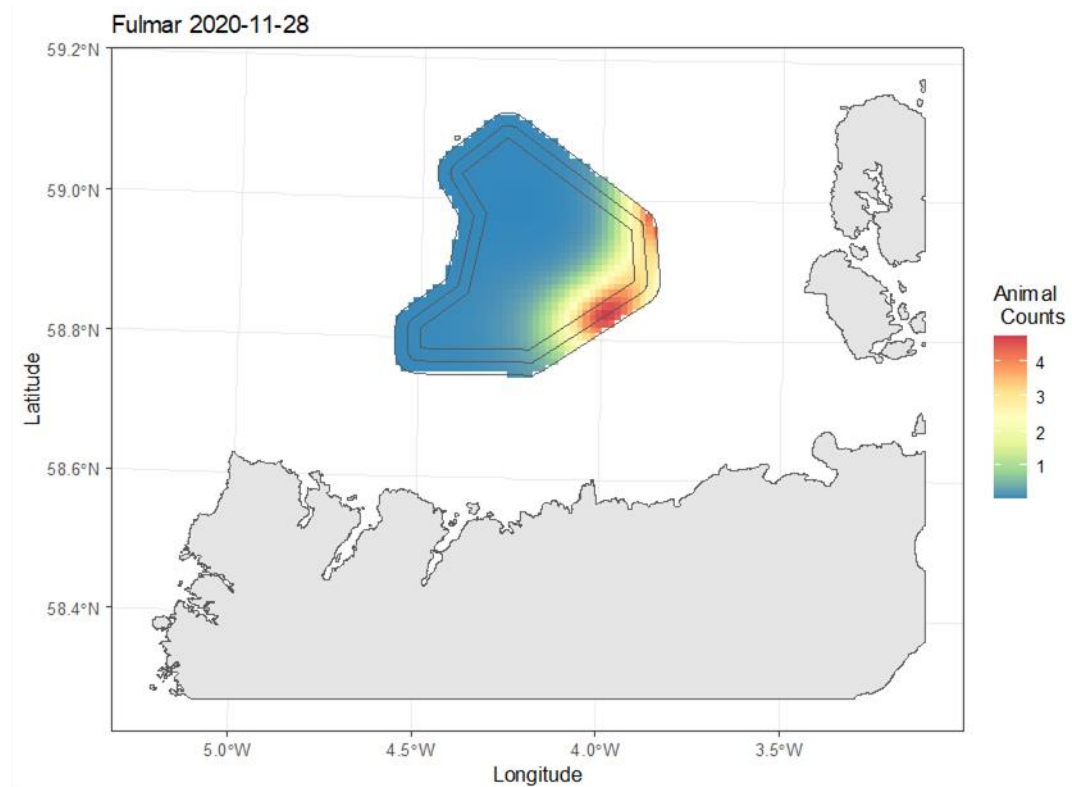 Fulmar 2020-11-28
59.2°N
59.0°N
58.8°N
58.6°N
58.4°N
Latitude
5.0°W
4.5°W
4.0°W
3.5°W
Longitude
Animal
Counts
4
3
2
1